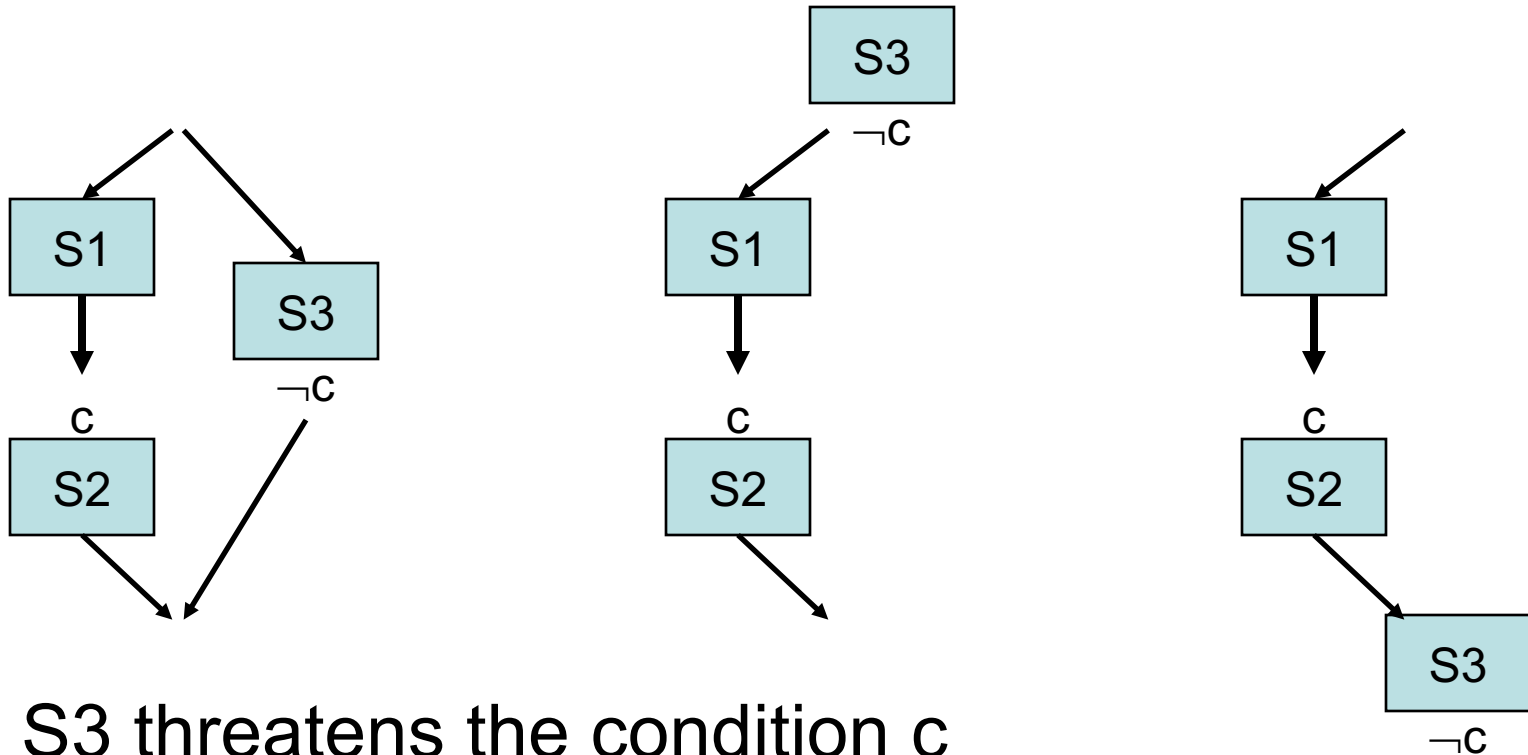 S1
S3
¬c
c
S2
S3
¬c
S1
c
S2
S1
c
S2
S3
¬c
S3 threatens the condition c